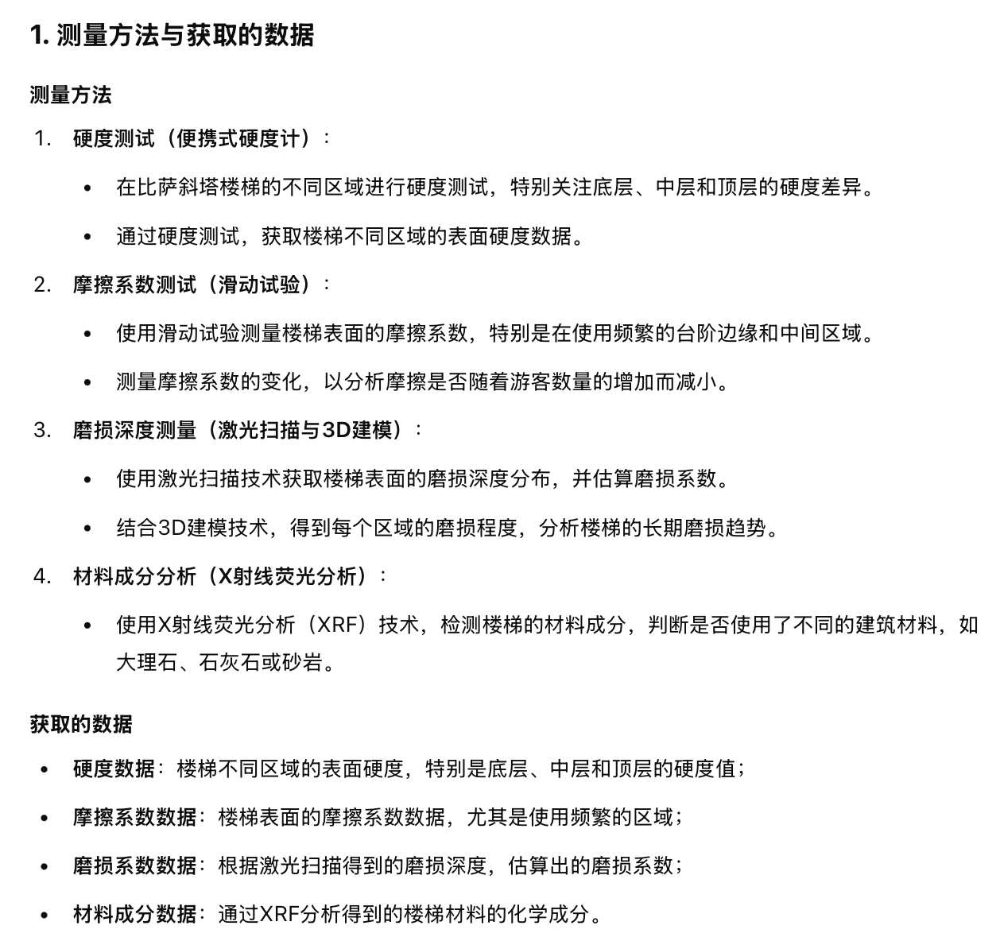 1. 测量方法与获取的数据
测量方法
1. 硬度测试（便携式硬度计）：
• 在比萨斜塔楼梯的不同区域进行硬度测试，特别关注底层、中层和顶层的硬度差异。
• 通过硬度测试，获取楼梯不同区域的表面硬度数据。
2. 摩擦系数测试（滑动试验）：
• 使用滑动试验测量楼梯表面的摩擦系数，特别是在使用频繁的台阶边缘和中间区域。
• 测量摩擦系数的变化，以分析摩擦是否随着游客数量的增加而减小。
3. 磨损深度测量（激光扫描与3D建模）：
• 使用激光扫描技术获取楼梯表面的磨损深度分布，并估算磨损系数。
• 结合3D建模技术，得到每个区域的磨损程度，分析楼梯的长期磨损趋势。
4. 材料成分分析（X射线荧光分析）：
• 使用X射线荧光分析（XRF）技术，检测楼梯的材料成分，判断是否使用了不同的建筑材料，如
大理石、石灰石或砂岩。
获取的数据
• 硬度数据：楼梯不同区域的表面硬度，特别是底层、中层和顶层的硬度值；
• 摩擦系数数据：楼梯表面的摩擦系数数据，尤其是使用频繁的区域；
• 磨损系数数据：根据激光扫描得到的磨损深度，估算出的磨损系数；
• 材料成分数据：通过XRF分析得到的楼梯材料的化学成分。